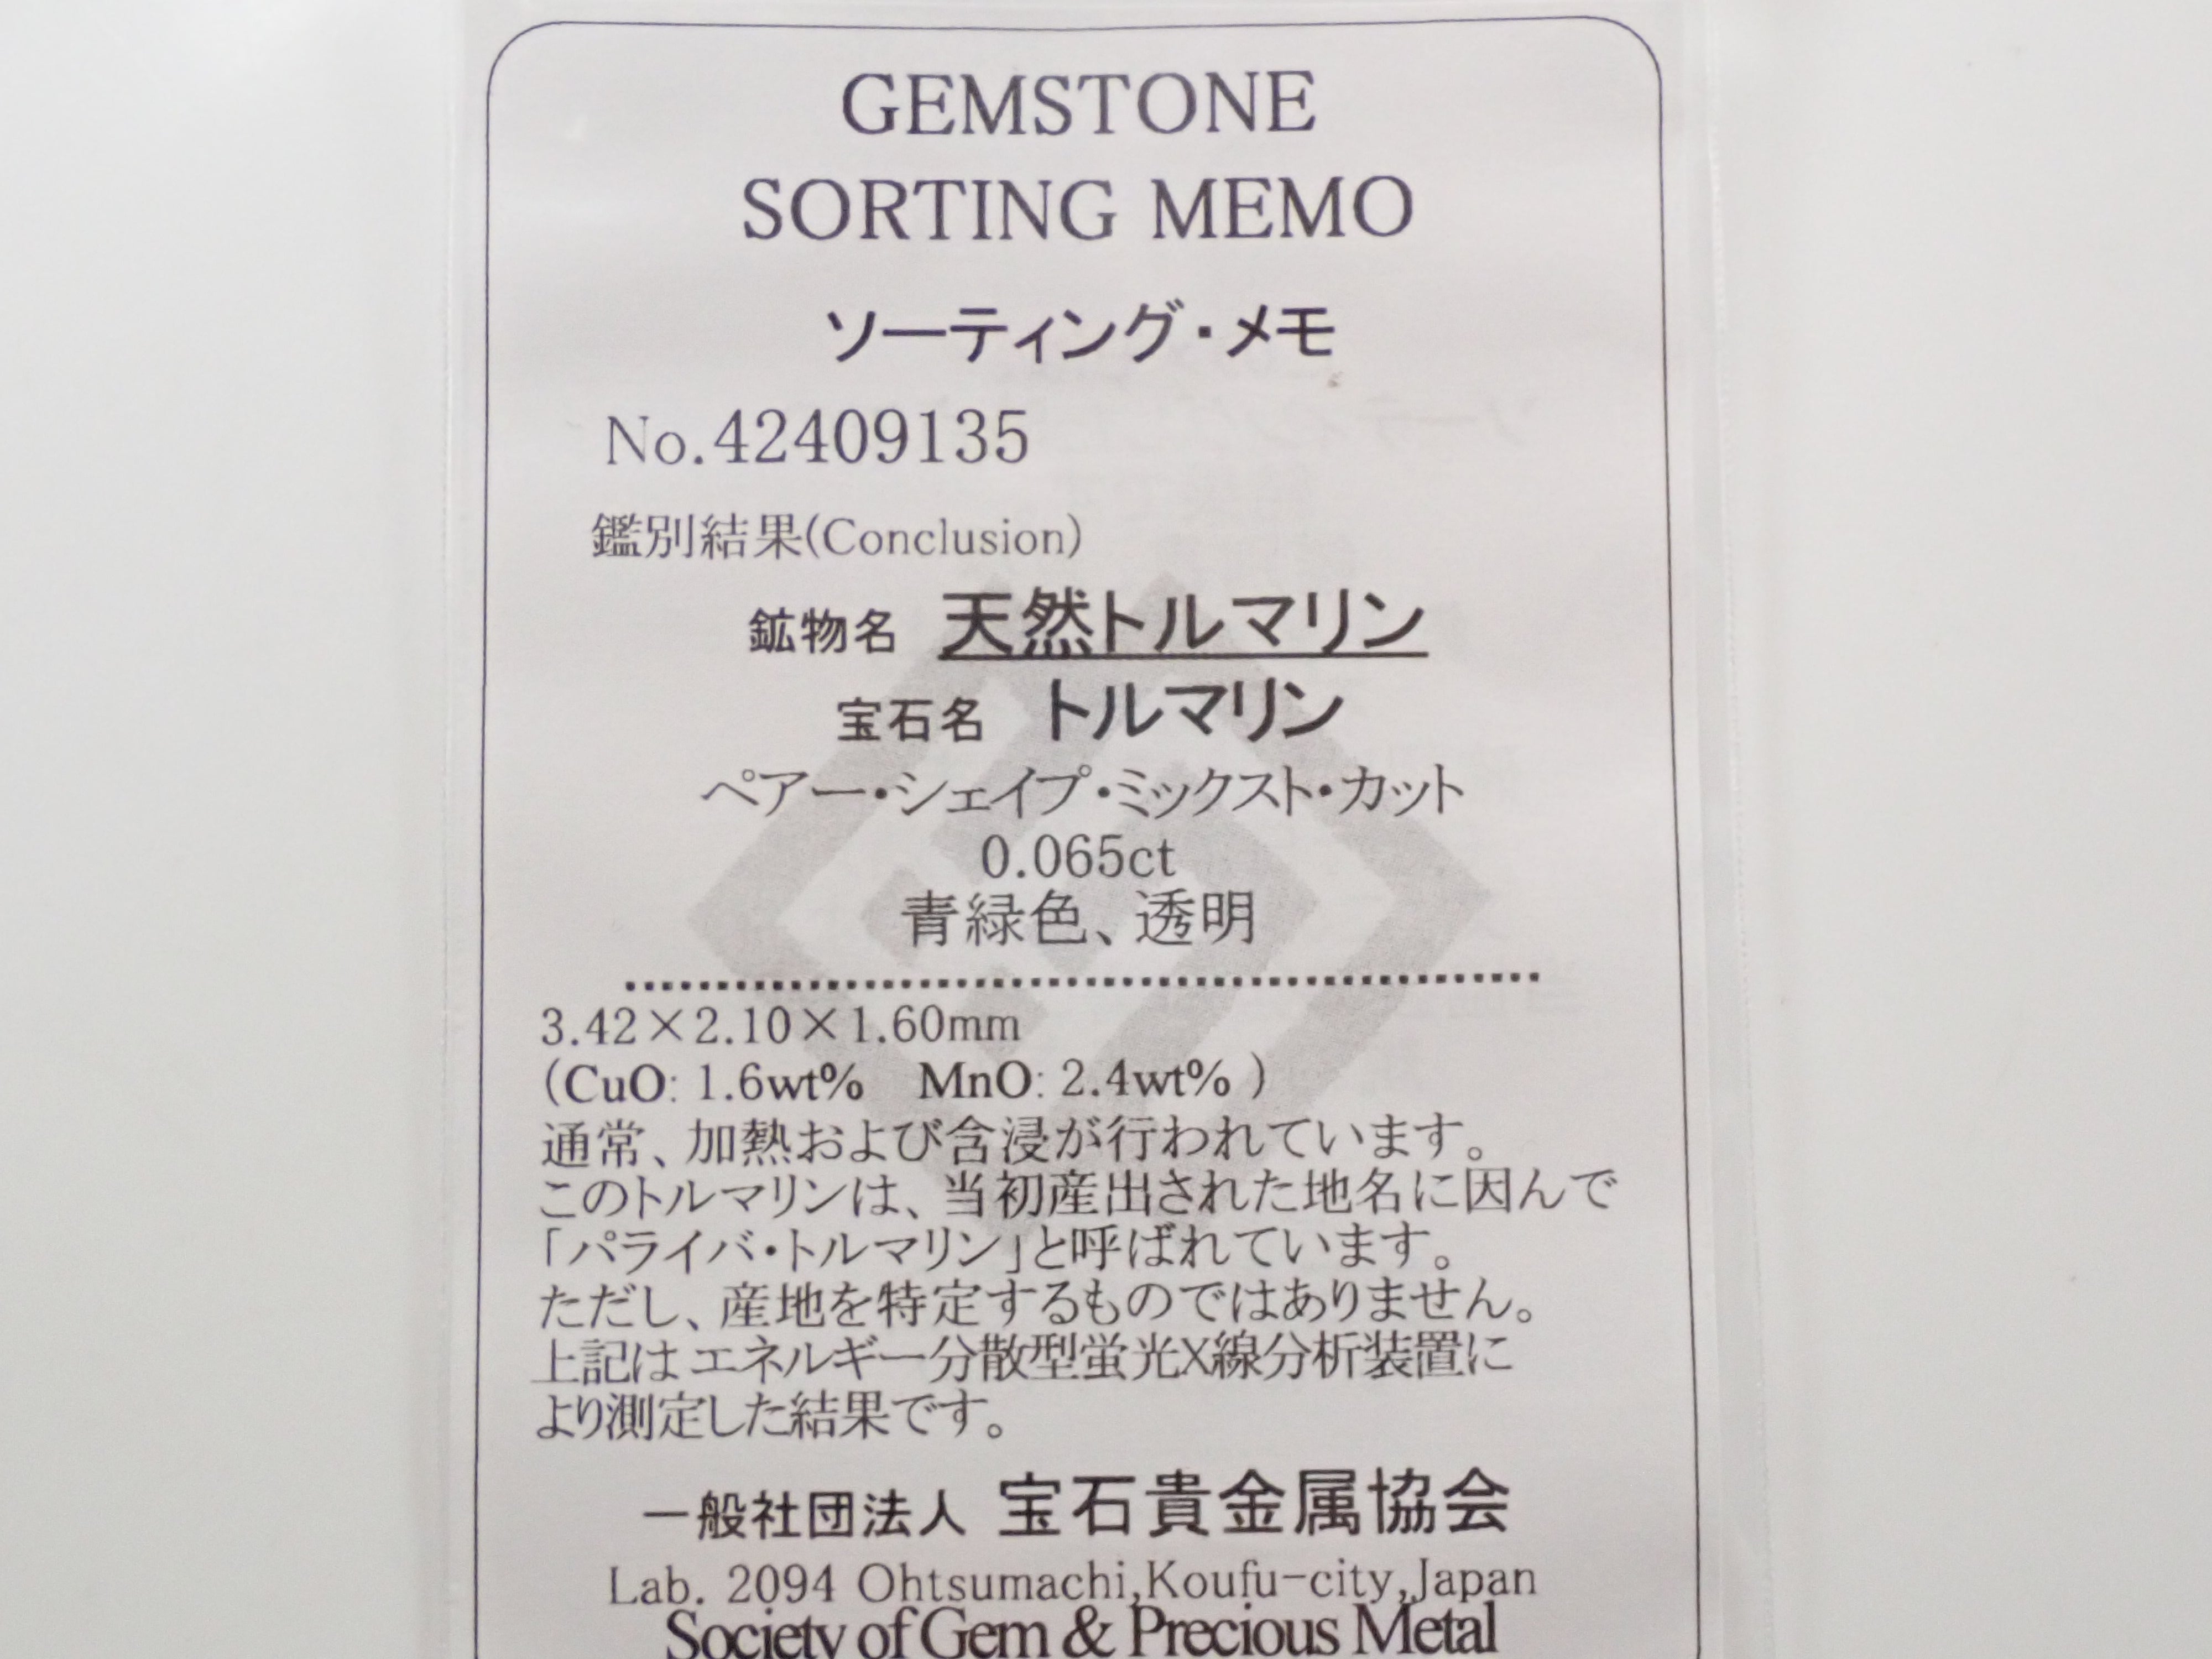 GEMSTONE
SORTING MEMO
ソーティング・メモ
No.42409135
鑑別結果(Conclusion)
鉱物名 天然トルマリン
宝石名 トルマリン
ペアー・シェイプ・ミックスト・カット
0.065ct
青緑色、透明
3.42×2.10×1.60mm
(CuO: 1.6wt% MnO: 2.4wt% )
通常、加熱および含浸が行われています。
このトルマリンは、当初産出された地名に因んで
「パライバ・トルマリン」と呼ばれています。
ただし、産地を特定するものではありません。
上記はエネルギー分散型蛍光X線分析装置に
より測定した結果です。
一般社団法人 宝石貴金属協会
Lab. 2094 Ohtsumachi,Koufu-city,Japan
Society of Gem & Precious Metal